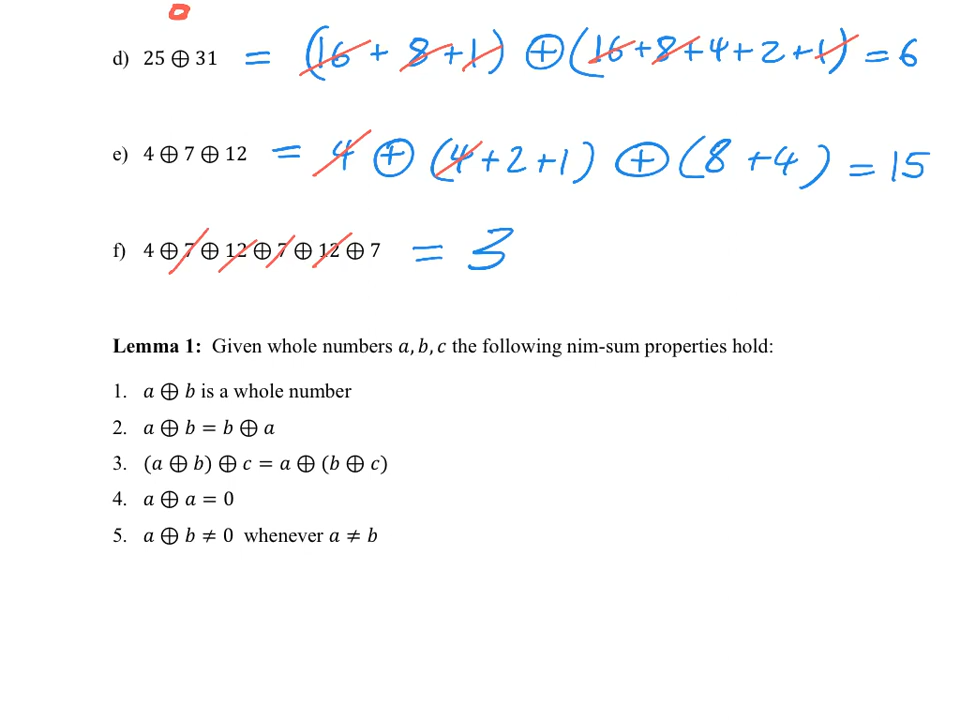 d) 25 ⊕ 31 = (16 + 8 + 1) ⊕ (16 + 8 + 4 + 2 + 1) = 6
e) 4 ⊕ 7 ⊕ 12 = 4 ⊕ (4 + 2 + 1) ⊕ (8 + 4) = 15
f) 4 ⊕ 7 ⊕ 12 ⊕ 7 ⊕ 12 ⊕ 7 = 3
Lemma 1: Given whole numbers a, b, c the following nim-sum properties hold:
1. a ⊕ b is a whole number
2. a ⊕ b = b ⊕ a
3. (a ⊕ b) ⊕ c = a ⊕ (b ⊕ c)
4. a ⊕ a = 0
5. a ⊕ b ≠ 0 whenever a ≠ b